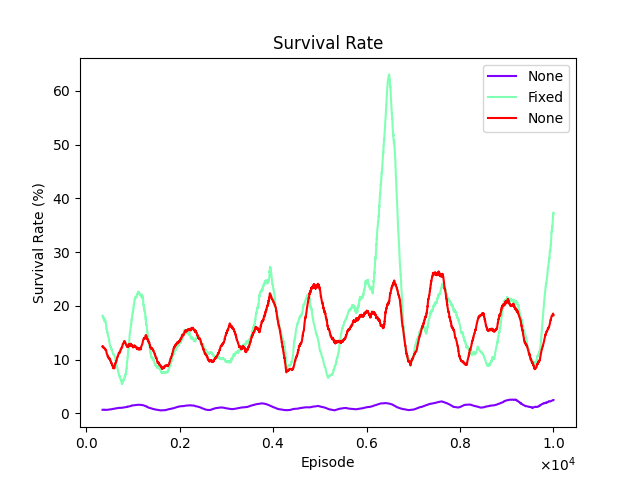 Survival Rate
None
Fixed
None
60
50
40
30
20
10
0
Survival Rate (%)
0.0 0.2 0.4 0.6 0.8 1.0
Episode
×10⁴